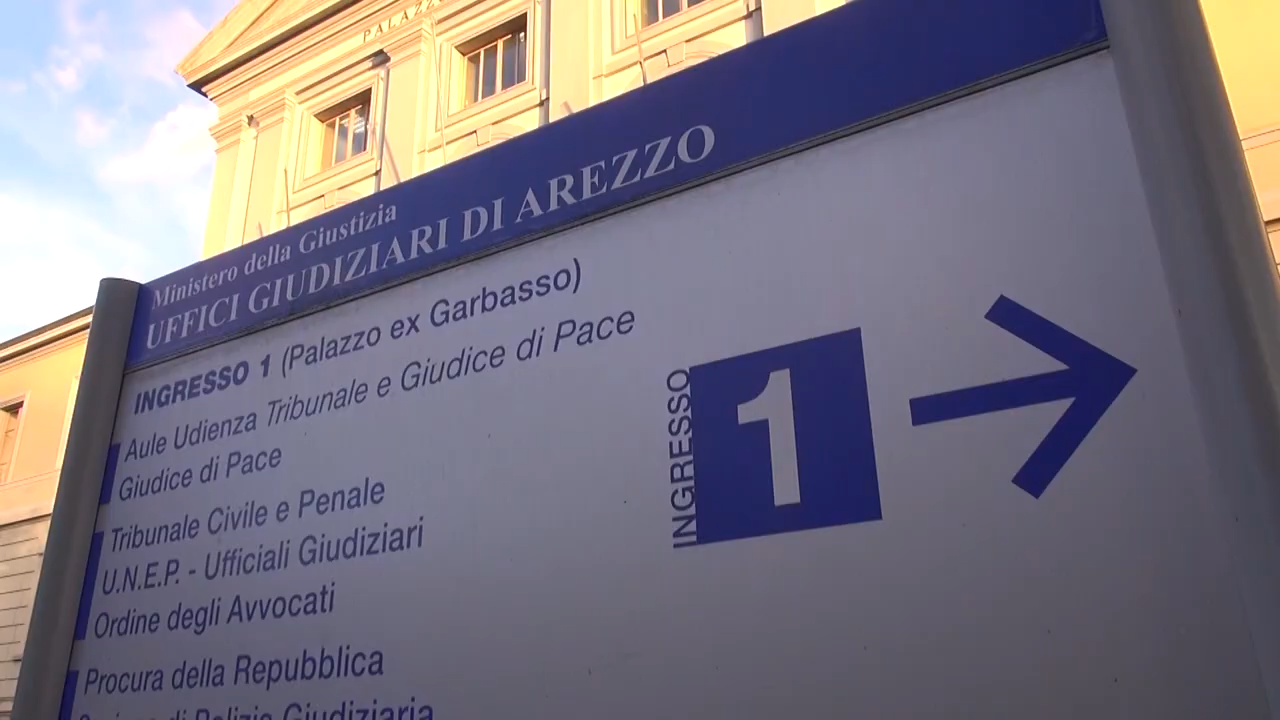 PALAZZO
Ministero della Giustizia
UFFICI GIUDIZIARI DI AREZZO
INGRESSO 1 (Palazzo ex Garbasso)
Aule Udienza Tribunale e Giudice di Pace
Giudice di Pace
Tribunale Civile e Penale
U.N.E.P. - Ufficiali Giudiziari
Ordine degli Avvocati
Procura della Repubblica
di Polizia Giudiziaria
INGRESSO
1